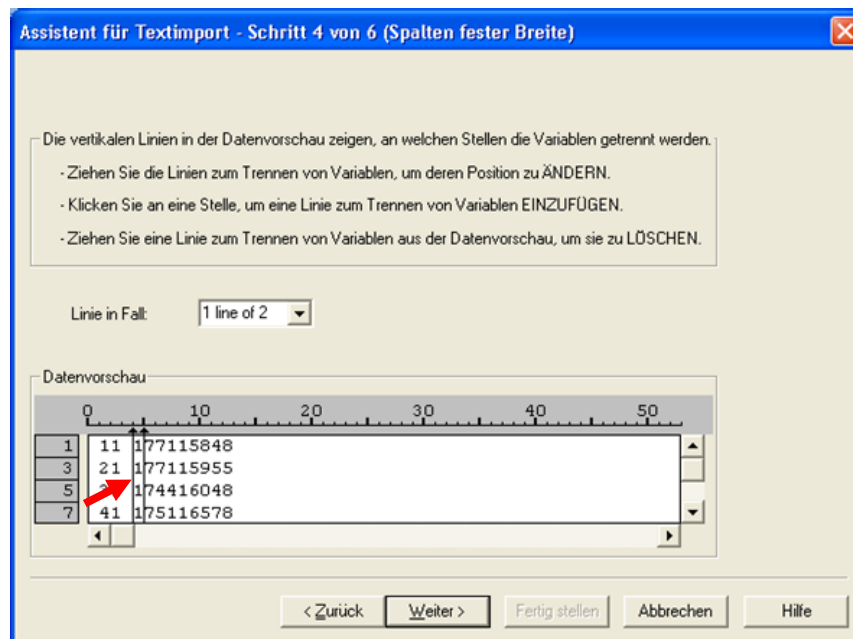 Assistent für Textimport - Schritt 4 von 6 (Spalten fester Breite)
Die vertikalen Linien in der Datenvorschau zeigen, an welchen Stellen die Variablen getrennt werden.
- Ziehen Sie die Linien zum Trennen von Variablen, um deren Position zu ÄNDERN.
- Klicken Sie an eine Stelle, um eine Linie zum Trennen von Variablen EINZUFÜGEN.
- Ziehen Sie eine Linie zum Trennen von Variablen aus der Datenvorschau, um sie zu LÖSCHEN.
Linie in Fall: 1 line of 2
Datenvorschau
0 10 20 30 40 50
1 11 177115848
3 21 177115955
5 174416048
7 41 175116578
< Zurück Weiter > Fertig stellen Abbrechen Hilfe